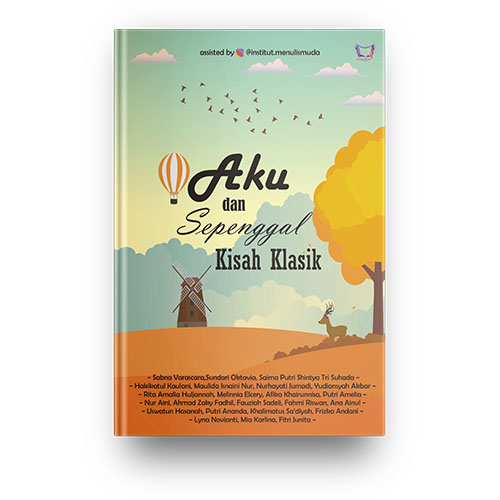 assisted by @institut.menulismuda
Aku
dan
Sepenggal
Kisah Klasik
~ Sabna Varascara,Sundari Oktavia, Saima Putri Shintya Tri Suhada ~
~ Hakikatul Kaulani, Maulida Isnaini Nur, Nurhayati Jumadi, Yudiansyah Akbar ~
~ Rita Amalia Huljannah, Melinnia Elcery, Afika Khairunnisa, Putri Amelia ~
~ Nur Aini, Ahmad Zaky Fadhil, Fauziah Sadeli, Fahmi Riswan, Ana Ainul ~
~ Uswatun Hasanah, Putri Ananda, Khalimatus Sa'diyah, Frizka Andani ~
~ Lyna Novianti, Mia Karlina, Fitri Junita ~